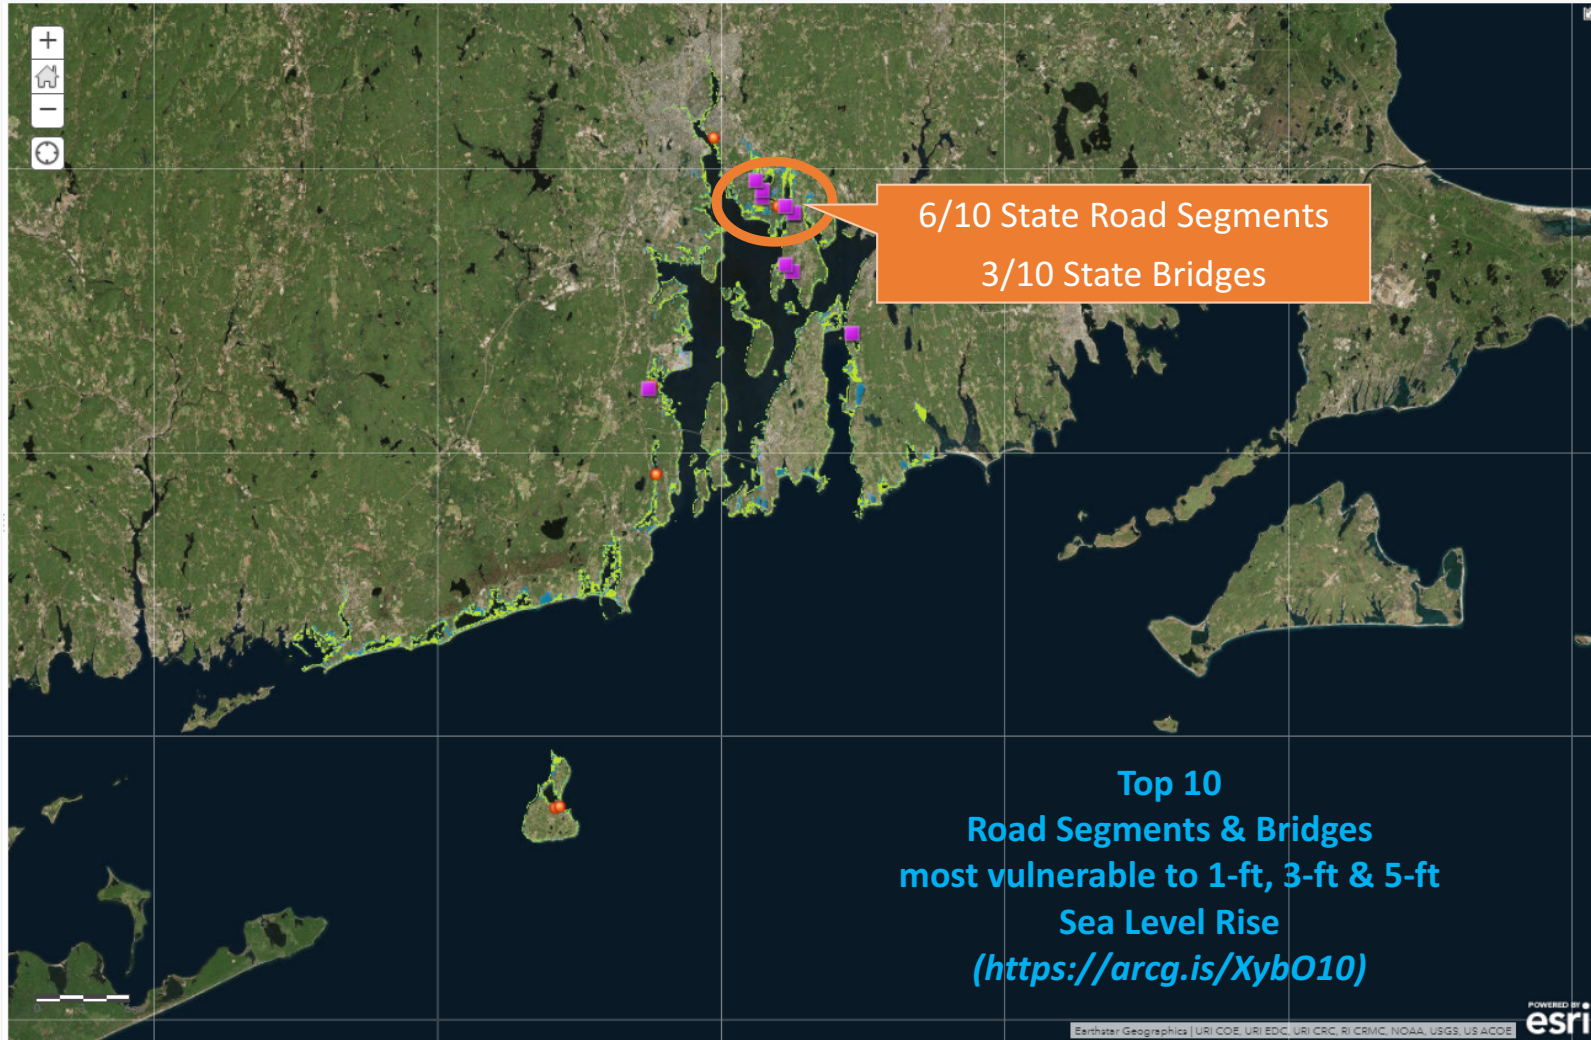 +
−
6/10 State Road Segments
3/10 State Bridges
Top 10
Road Segments & Bridges
most vulnerable to 1-ft, 3-ft & 5-ft
Sea Level Rise
(https://arcg.is/XybO10)
POWERED BY
esri
Earthstar Geographics | URI COE, URI EDC, URI CRC, RI CRMC, NOAA, USGS, US ACOE